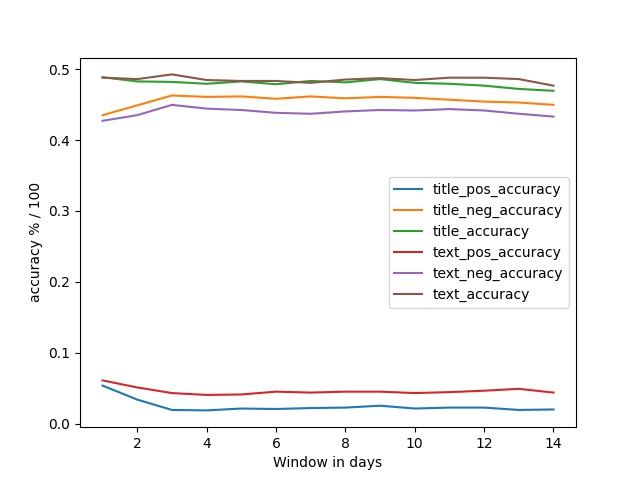 0.5
0.4
0.3
0.2
0.1
0.0
accuracy % / 100
title_pos_accuracy
title_neg_accuracy
title_accuracy
text_pos_accuracy
text_neg_accuracy
text_accuracy
2 4 6 8 10 12 14
Window in days